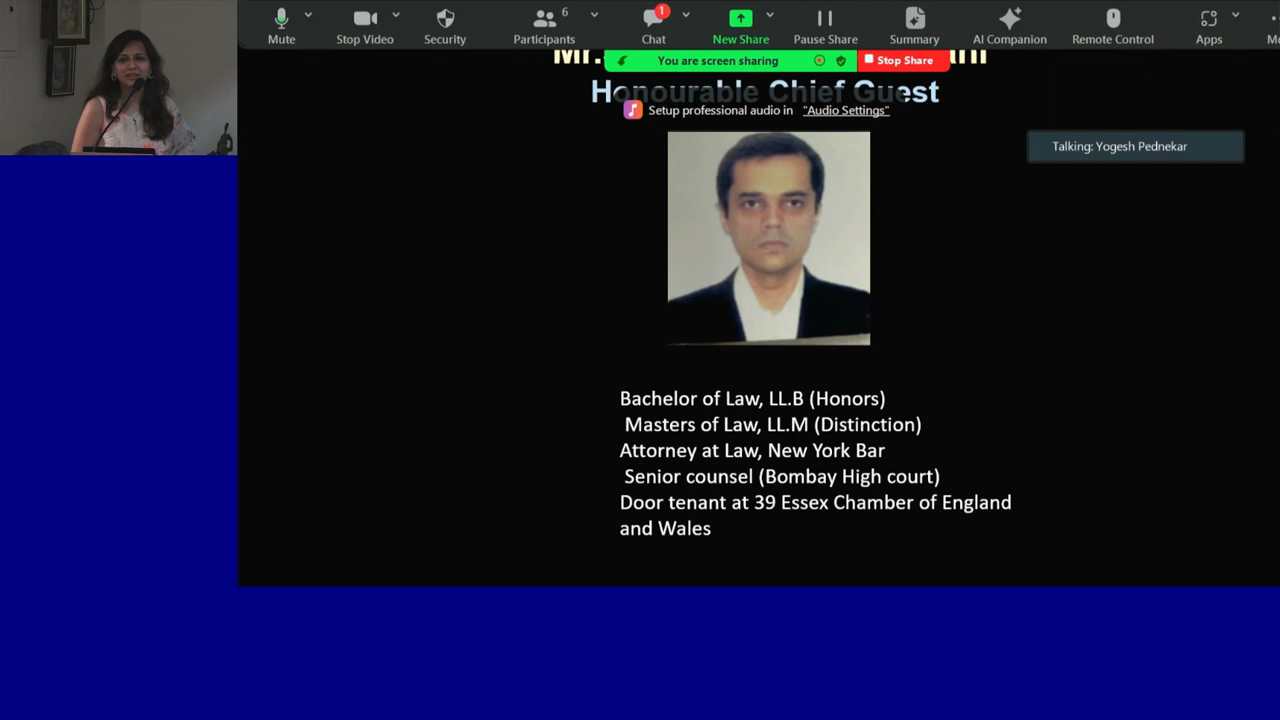 Mute
Stop Video
Security
Participants
6
Chat
1
New Share
Pause Share
Summary
AI Companion
Remote Control
Apps
Mr.
You are screen sharing
Stop Share
Honourable Chief Guest
Setup professional audio in "Audio Settings"
Talking: Yogesh Pednekar
Bachelor of Law, LL.B (Honors)
Masters of Law, LL.M (Distinction)
Attorney at Law, New York Bar
Senior counsel (Bombay High court)
Door tenant at 39 Essex Chamber of England
and Wales